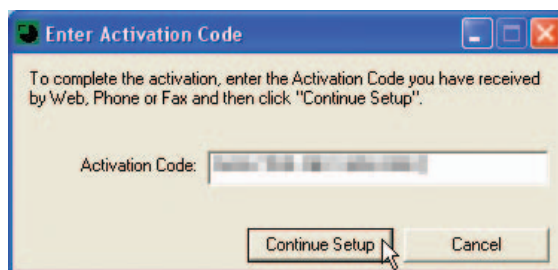 Enter Activation Code
To complete the activation, enter the Activation Code you have received
by Web, Phone or Fax and then click "Continue Setup".
Activation Code:
Continue Setup Cancel